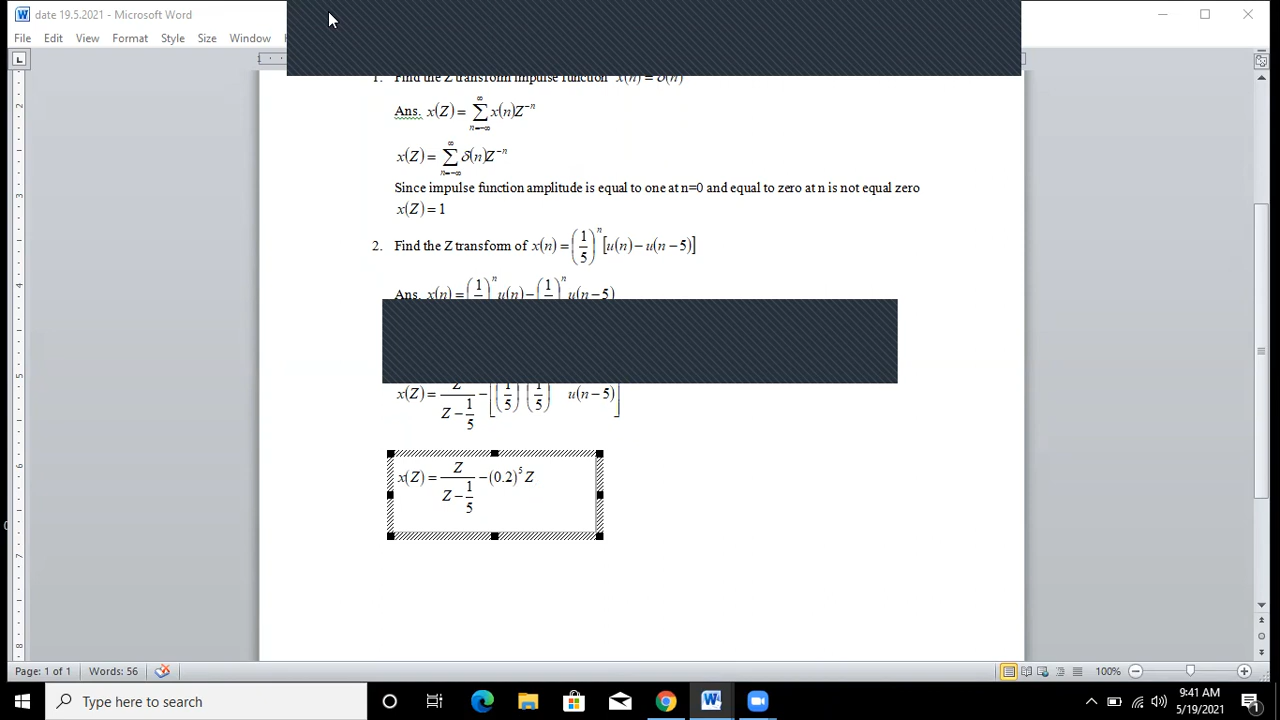 date 19.5.2021 - Microsoft Word
File Edit View Format Style Size Window
1. Find the Z transform impulse function x(n) = δ(n)
Ans. x(Z) = ∑_{n=-∞}^{∞} x(n)Z^{-n}
x(Z) = ∑_{n=-∞}^{∞} δ(n)Z^{-n}
Since impulse function amplitude is equal to one at n=0 and equal to zero at n is not equal zero
x(Z) = 1
2. Find the Z transform of x(n) = (1/5)^n [u(n) − u(n − 5)]
Ans. x(n) = (1/)^n u(n) − (1/)^n u(n − 5)
x(Z) = Z/(Z − 1/5) − [(1/5) (1/5) u(n − 5)]
x(Z) = Z/(Z − 1/5) − (0.2)^5 Z
Page: 1 of 1 Words: 56 100%
Type here to search
9:41 AM
5/19/2021